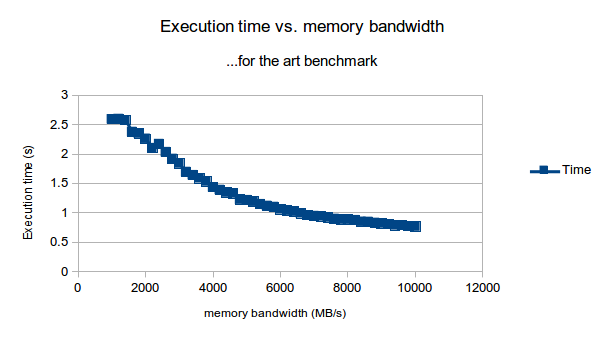 Execution time vs. memory bandwidth
...for the art benchmark
3
2.5
2
1.5
1
0.5
0
Execution time (s)
Time
0 2000 4000 6000 8000 10000 12000
memory bandwidth (MB/s)